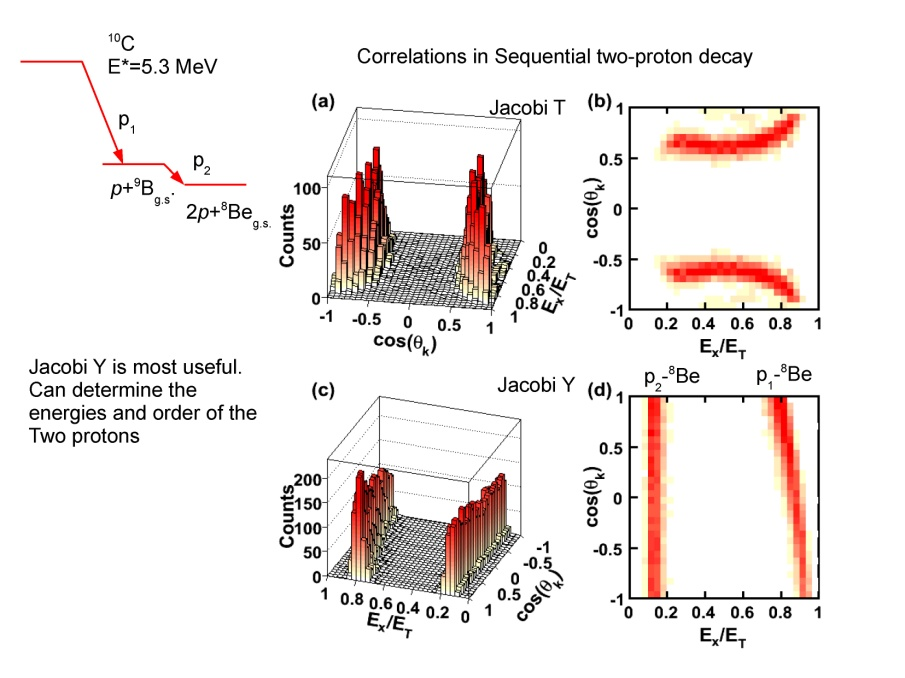 Correlations in Sequential two-proton decay
10C
E*=5.3 MeV
p1
p2
p+9Bg.s.
2p+8Beg.s.
(a)
Jacobi T
Counts
100
50
0
-1 -0.5 0 0.5 1
cos(θk)
0
0.2
0.4
0.6
0.8
1
Ex/ET
(b)
1
0.5
0
-0.5
-1
cos(θk)
0 0.2 0.4 0.6 0.8 1
Ex/ET
Jacobi Y is most useful.
Can determine the
energies and order of the
Two protons
(c)
Jacobi Y
Counts
200
150
100
50
0
1 0.8 0.6 0.4 0.2 0
Ex/ET
-1
-0.5
0
0.5
1
cos(θk)
p2-8Be
p1-8Be
(d)
1
0.5
0
-0.5
-1
cos(θk)
0 0.2 0.4 0.6 0.8 1
Ex/ET